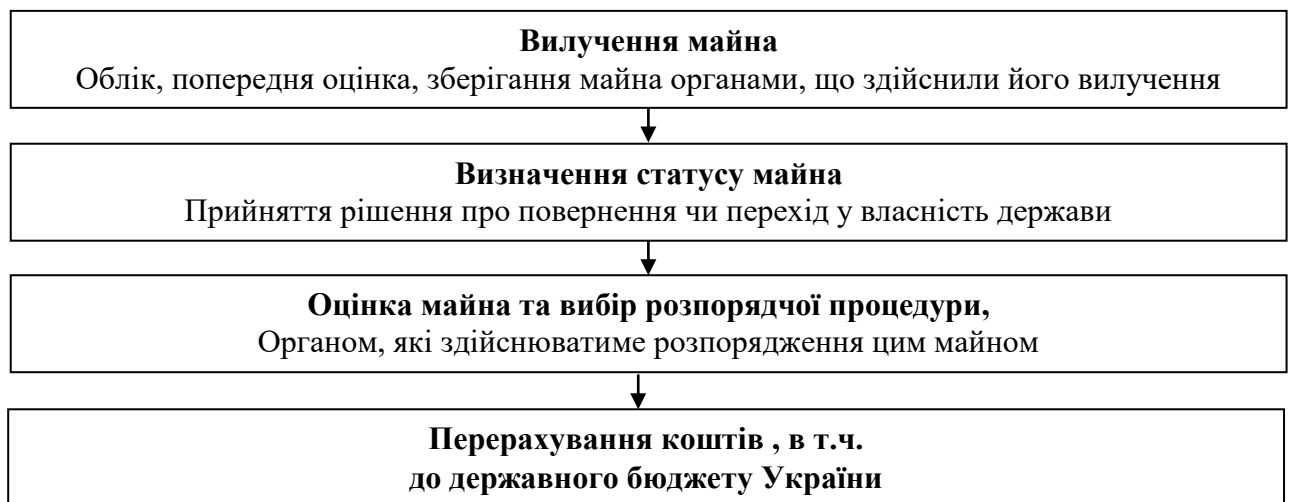 Вилучення майна
Облік, попередня оцінка, зберігання майна органами, що здійснили його вилучення
Визначення статусу майна
Прийняття рішення про повернення чи перехід у власність держави
Оцінка майна та вибір розпорядчої процедури,
Органом, які здійснюватиме розпорядження цим майном
Перерахування коштів , в т.ч.
до державного бюджету України